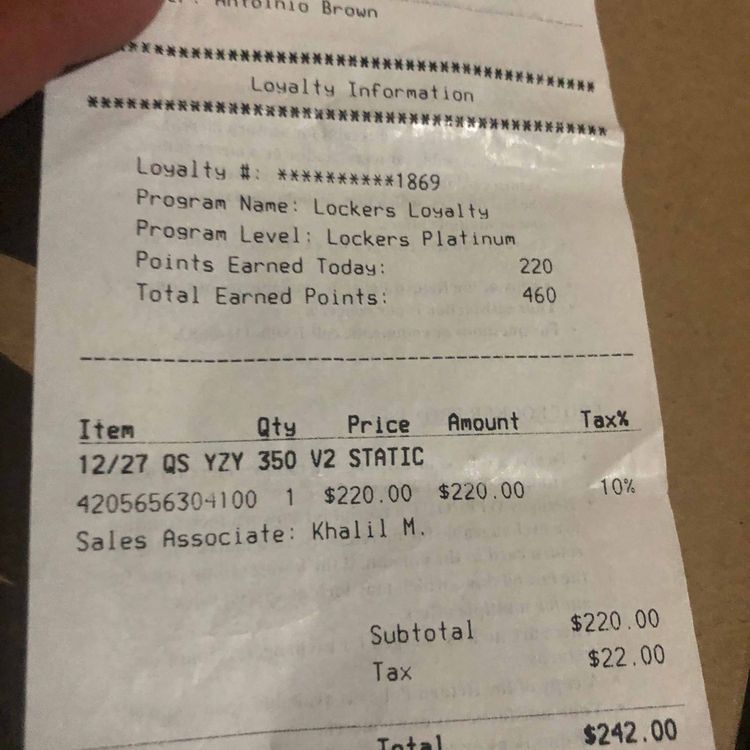 Antoinio Brown
******************************************
Loyalty Information
******************************************
Loyalty #: **********1869
Program Name: Lockers Loyalty
Program Level: Lockers Platinum
Points Earned Today: 220
Total Earned Points: 460
Item Qty Price Amount Tax%
12/27 QS YZY 350 V2 STATIC
4205656304100 1 $220.00 $220.00 10%
Sales Associate: Khalil M.
Subtotal $220.00
Tax $22.00
Total $242.00